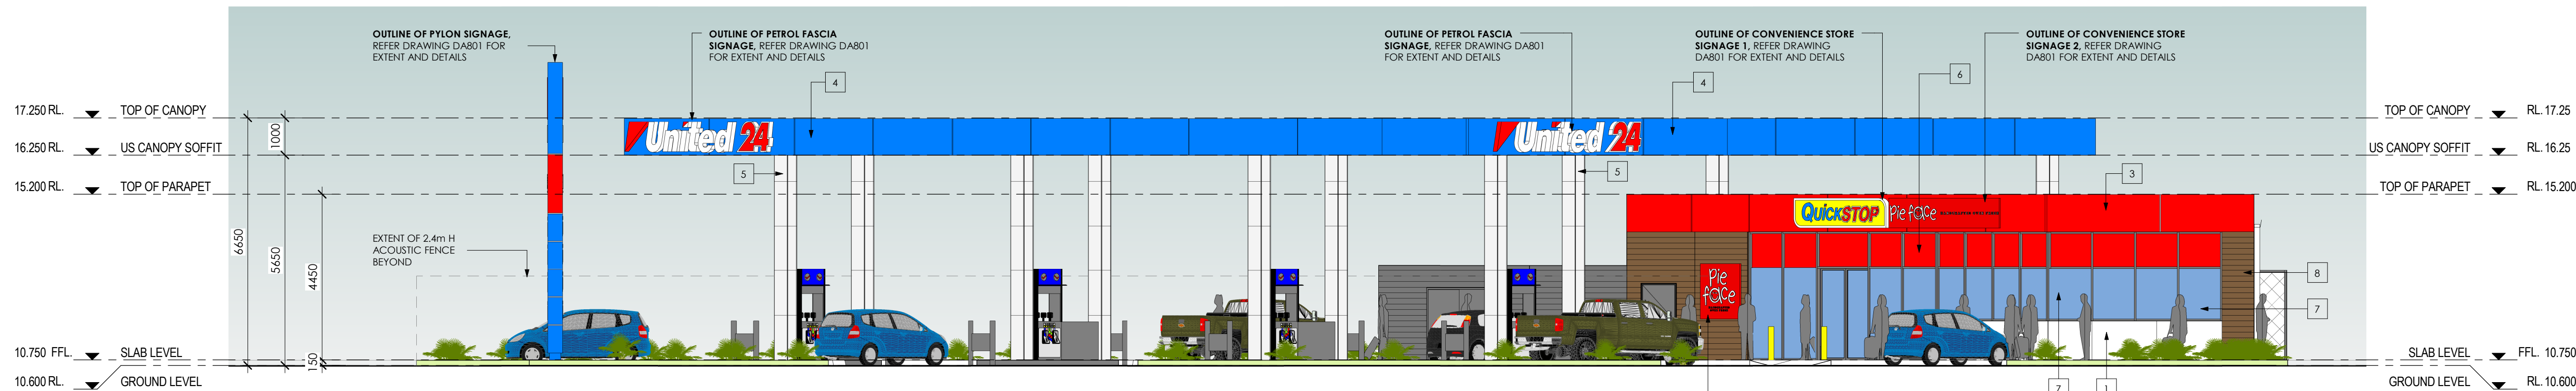 OUTLINE OF PYLON SIGNAGE,
REFER DRAWING DA801 FOR
EXTENT AND DETAILS
OUTLINE OF PETROL FASCIA
SIGNAGE, REFER DRAWING DA801
FOR EXTENT AND DETAILS
OUTLINE OF PETROL FASCIA
SIGNAGE, REFER DRAWING DA801
FOR EXTENT AND DETAILS
OUTLINE OF CONVENIENCE STORE
SIGNAGE 1, REFER DRAWING
DA801 FOR EXTENT AND DETAILS
OUTLINE OF CONVENIENCE STORE
SIGNAGE 2, REFER DRAWING
DA801 FOR EXTENT AND DETAILS
4
4
6
17.250 RL. TOP OF CANOPY
TOP OF CANOPY RL. 17.25
1000
United 24
United 24
16.250 RL. US CANOPY SOFFIT
US CANOPY SOFFIT RL. 16.25
5
5
3
15.200 RL. TOP OF PARAPET
TOP OF PARAPET RL. 15.200
QUICKSTOP Pie face
6650
5650
4450
EXTENT OF 2.4m H
ACOUSTIC FENCE
BEYOND
Pie
face
8
7
10.750 FFL. SLAB LEVEL
SLAB LEVEL FFL. 10.750
150
10.600 RL. GROUND LEVEL
GROUND LEVEL RL. 10.600
7
1